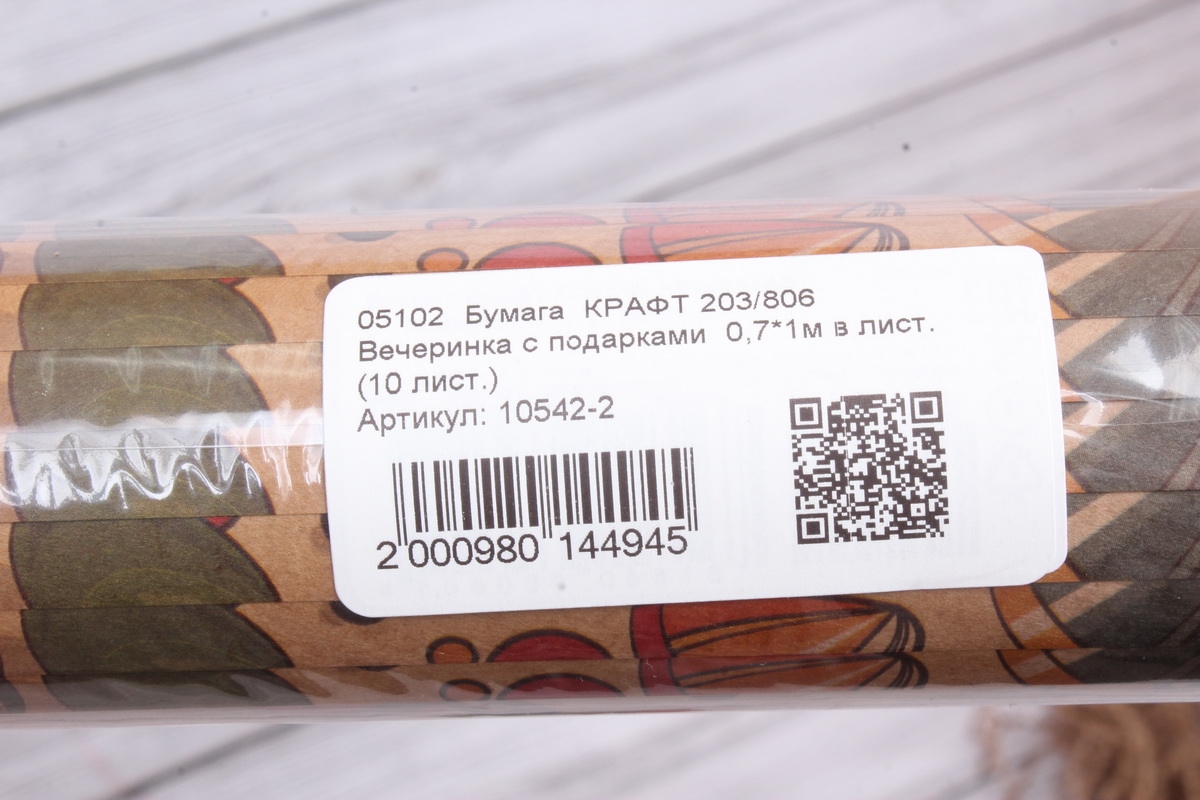 05102 Бумага КРАФТ 203/806
Вечеринка с подарками 0,7*1м в лист.
(10 лист.)
Артикул: 10542-2
2 000980 144945